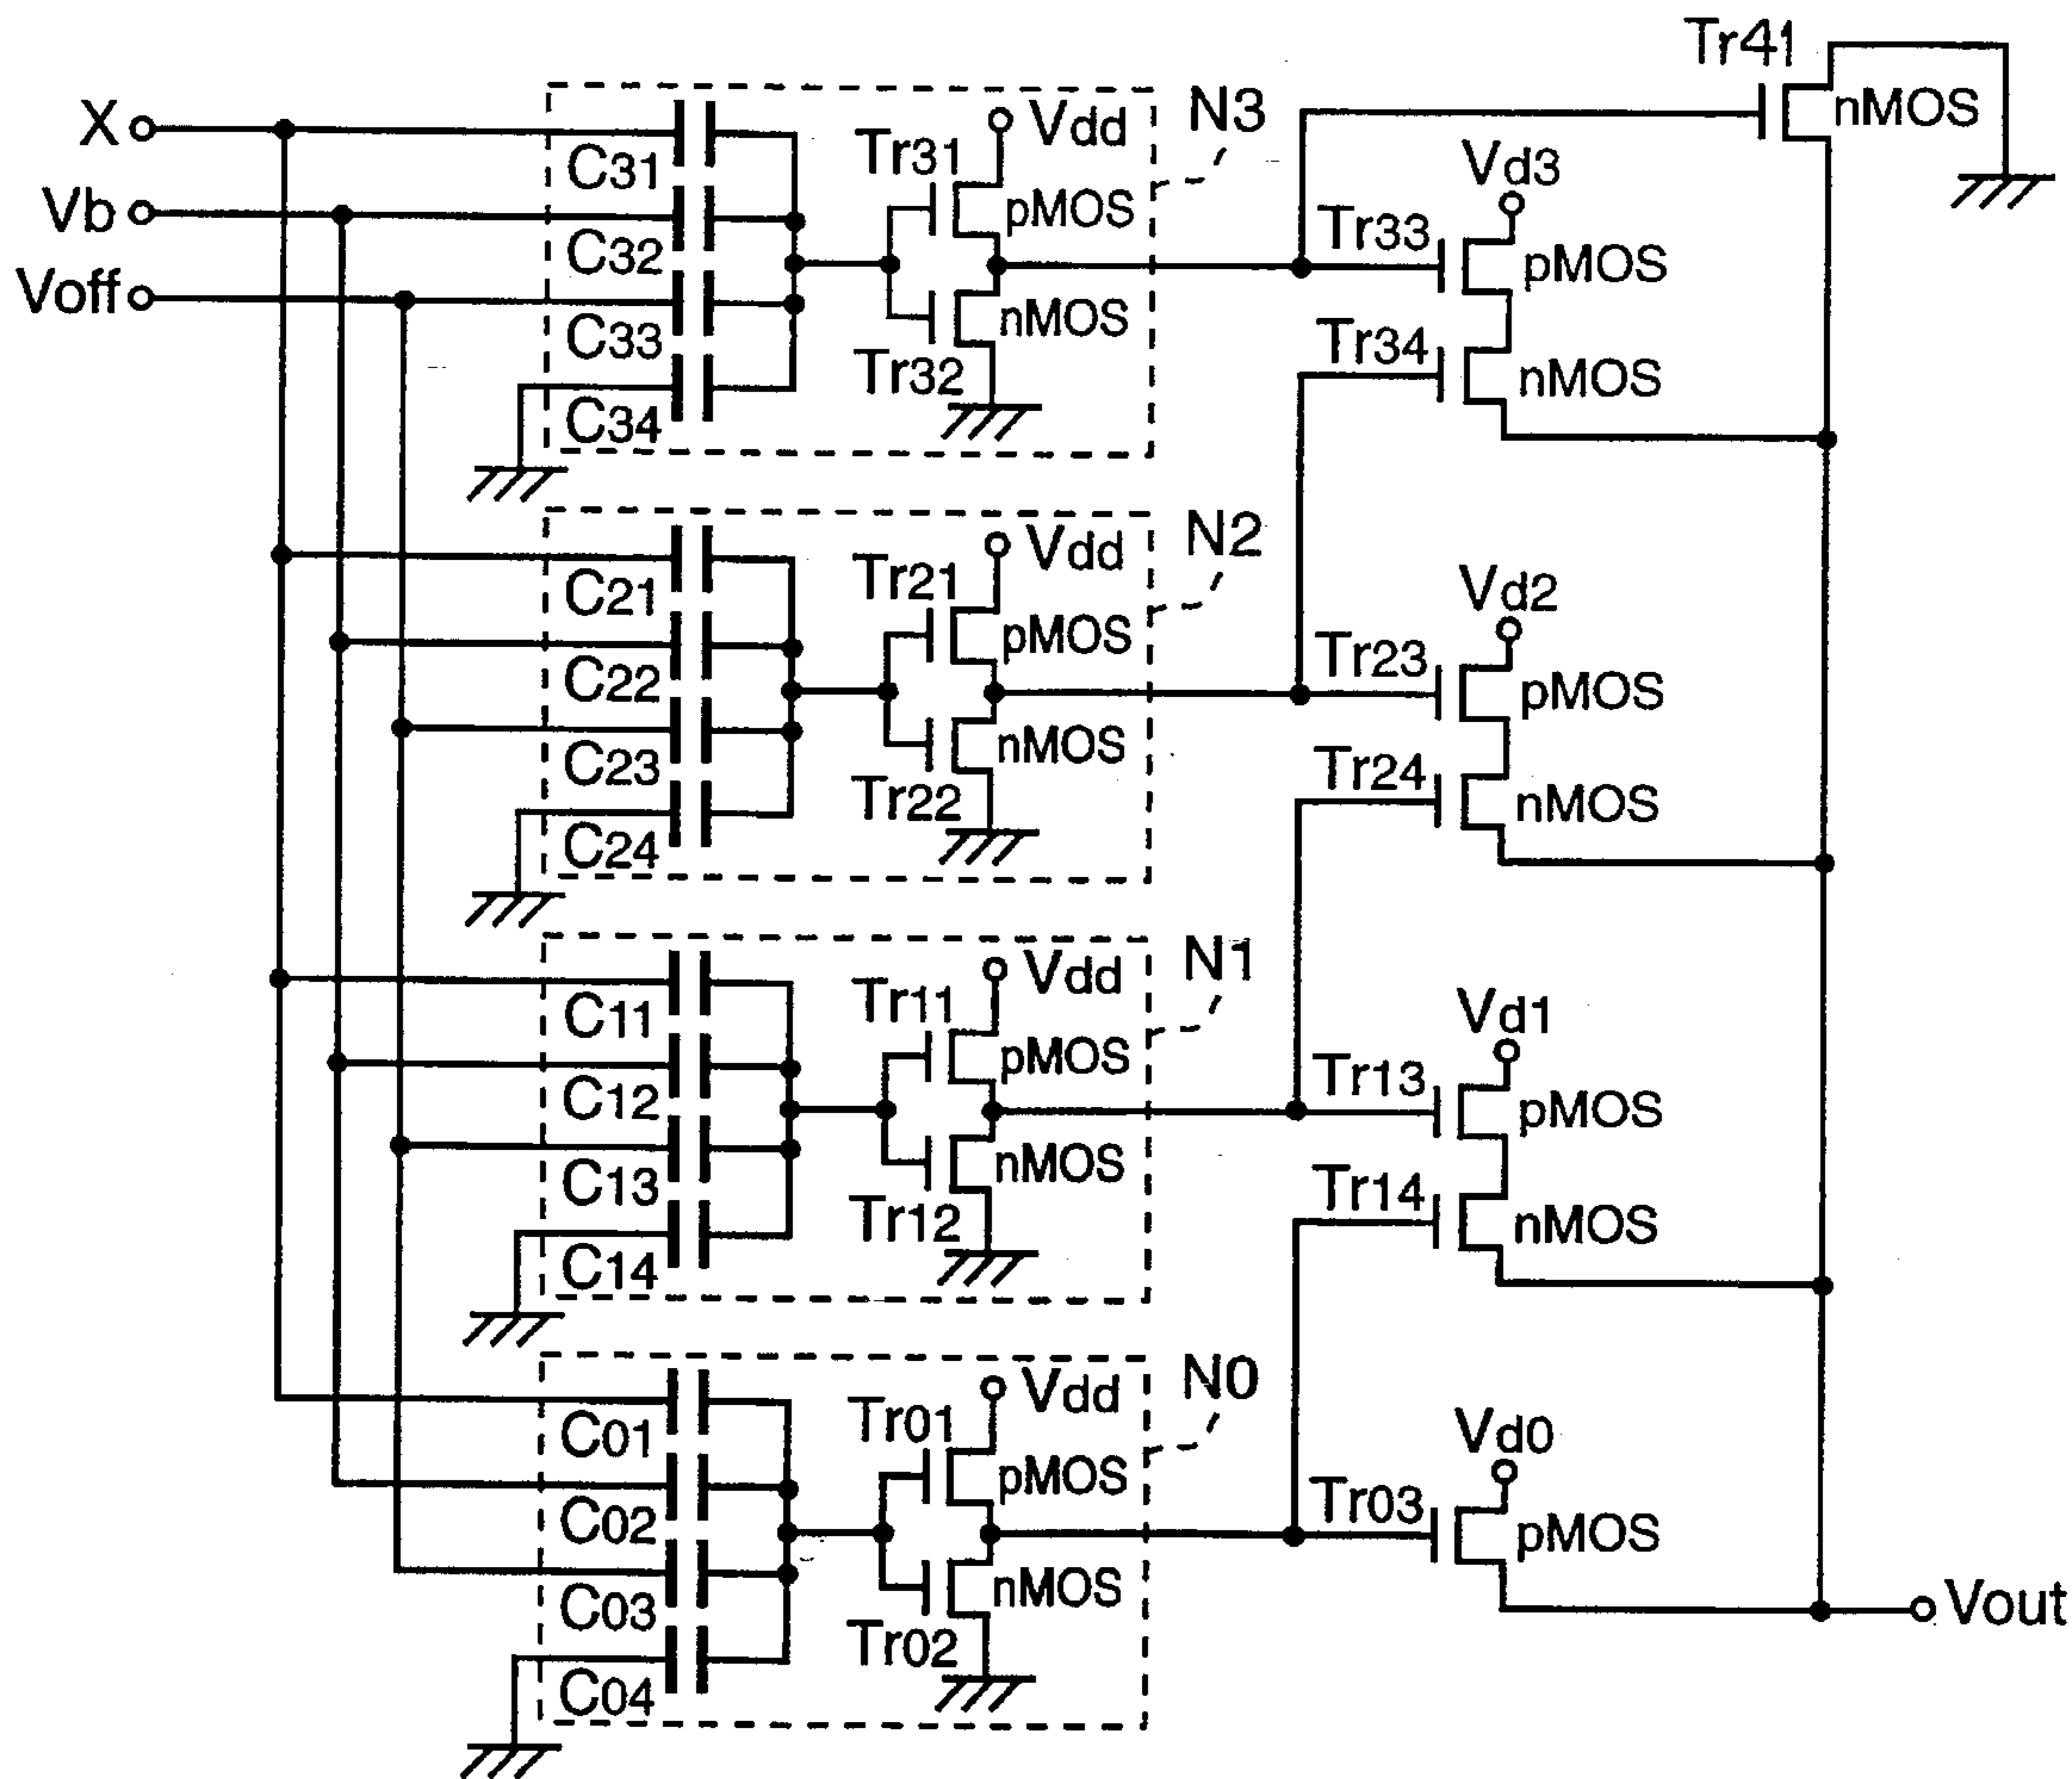 Tr41
nMOS
X
Vb
Voff
C31
C32
C33
C34
Tr31
Vdd
pMOS
nMOS
Tr32
N3
Vd3
Tr33
pMOS
Tr34
nMOS
C21
C22
C23
C24
Tr21
Vdd
pMOS
nMOS
Tr22
N2
Vd2
Tr23
pMOS
Tr24
nMOS
C11
C12
C13
C14
Tr11
Vdd
pMOS
nMOS
Tr12
N1
Vd1
Tr13
pMOS
Tr14
nMOS
C01
C02
C03
C04
Tr01
Vdd
pMOS
nMOS
Tr02
N0
Vd0
Tr03
pMOS
Vout